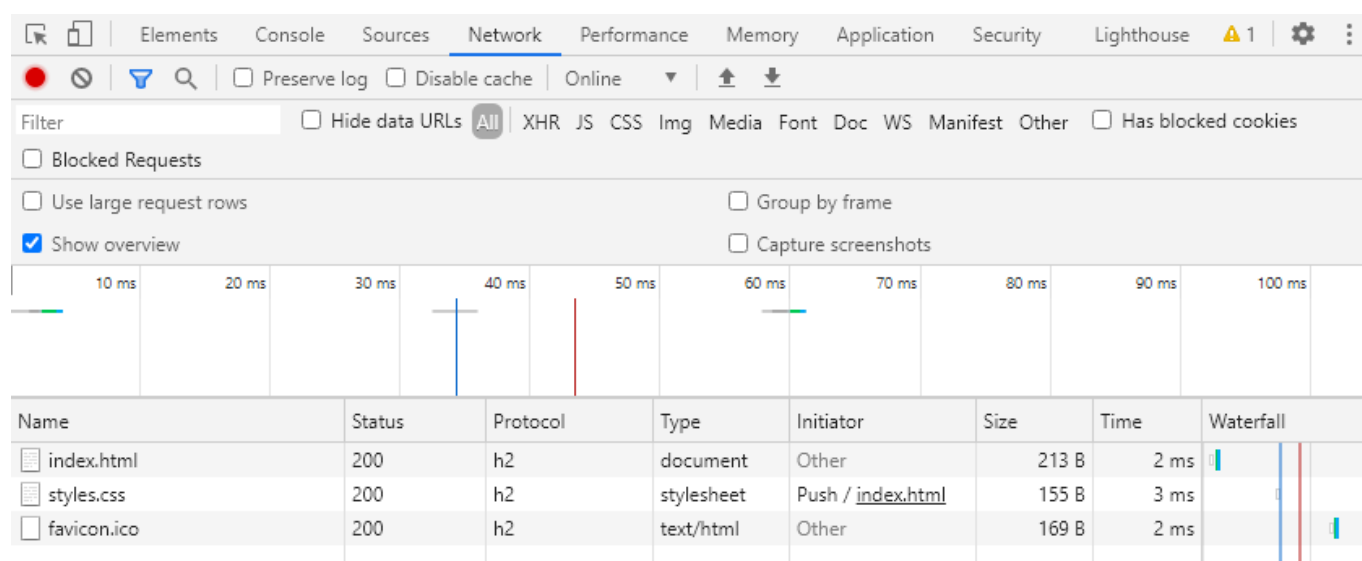 Elements Console Sources Network Performance Memory Application Security Lighthouse 1
Preserve log Disable cache Online
Filter Hide data URLs All XHR JS CSS Img Media Font Doc WS Manifest Other Has blocked cookies
Blocked Requests
Use large request rows Group by frame
Show overview Capture screenshots
10 ms 20 ms 30 ms 40 ms 50 ms 60 ms 70 ms 80 ms 90 ms 100 ms
Name Status Protocol Type Initiator Size Time Waterfall
index.html 200 h2 document Other 213 B 2 ms
styles.css 200 h2 stylesheet Push / index.html 155 B 3 ms
favicon.ico 200 h2 text/html Other 169 B 2 ms